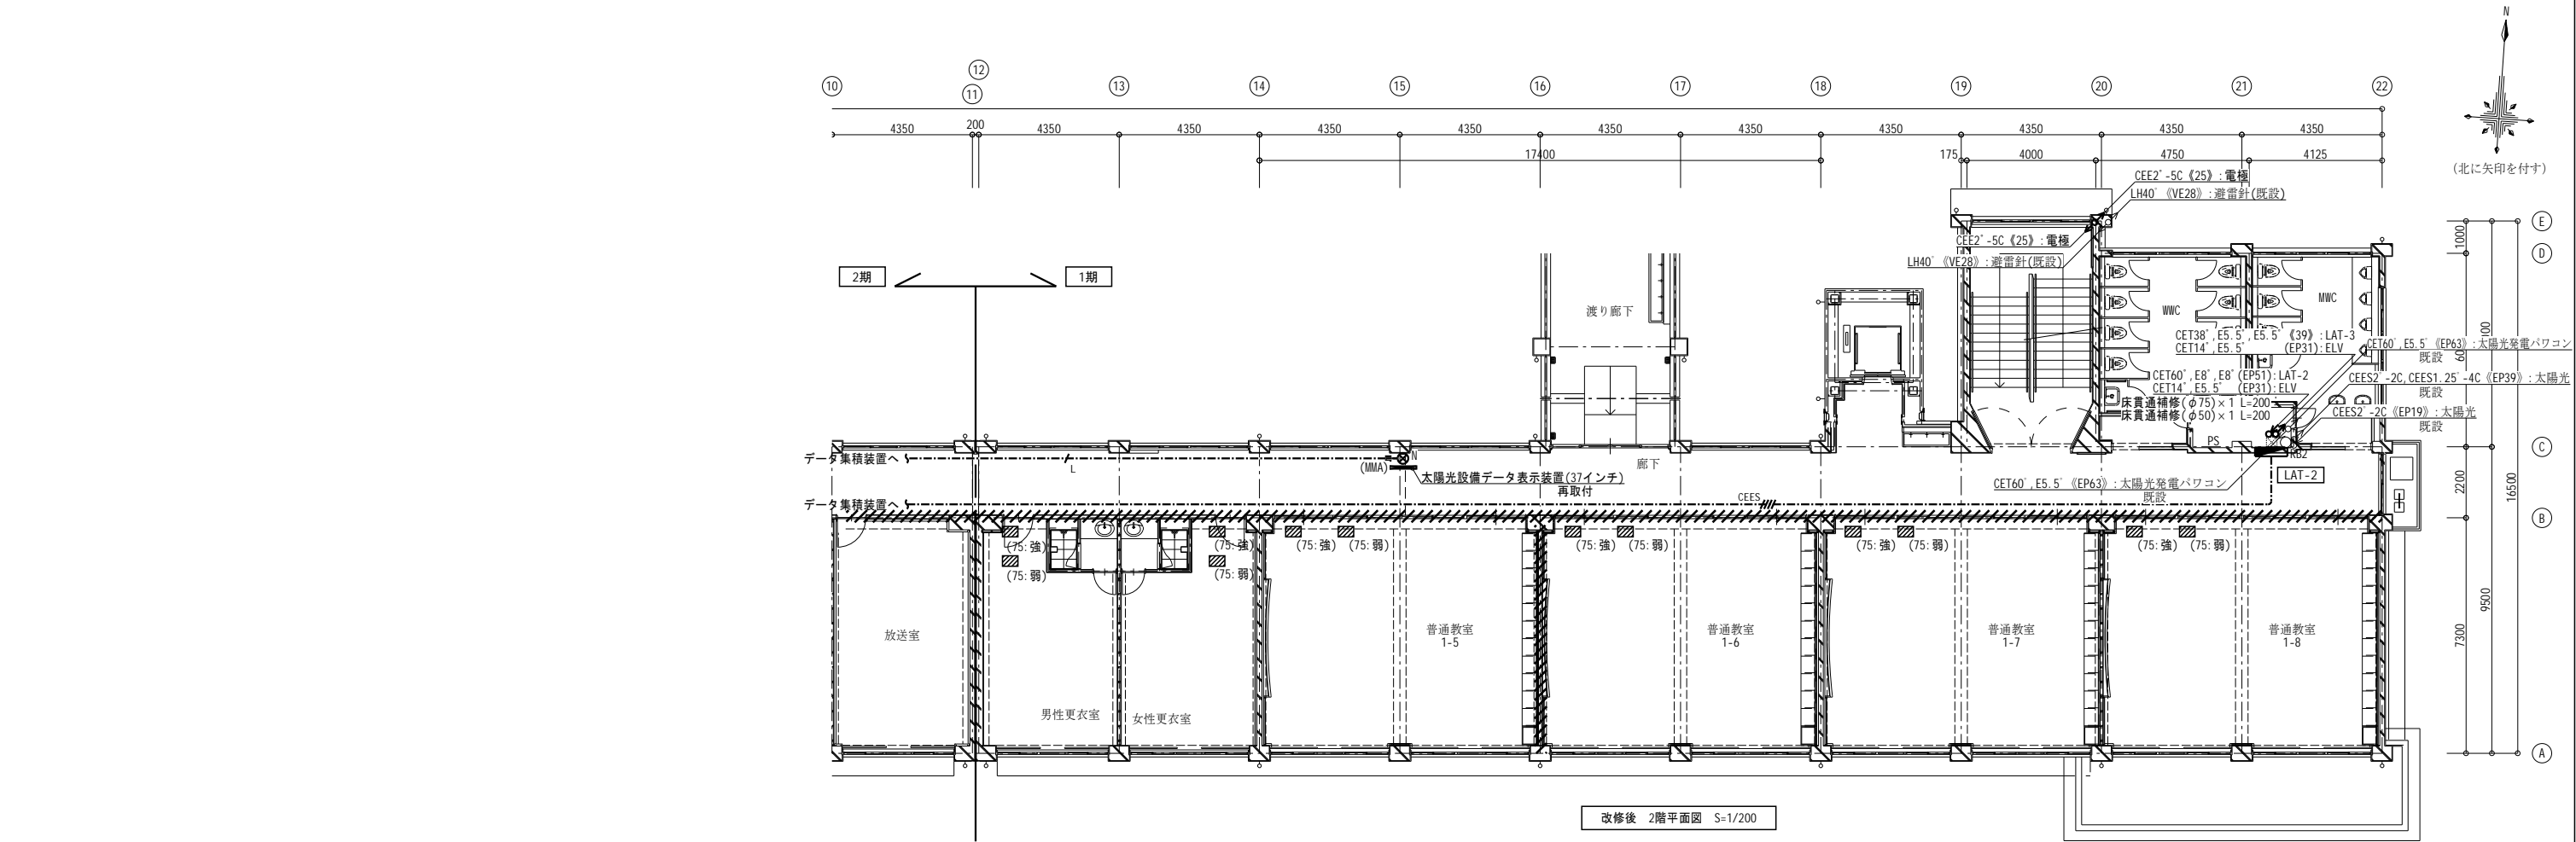 N
(北に矢印を付す)
12
10 11 13 14 15 16 17 18 19 20 21 22
4350 200 4350 4350 4350 4350 4350 4350 4350 4350 4350 4350
17400 175 4000 4750 4125
CEE2゜-5C《25》:電極
LH40゜《VE28》:避雷針(既設)
CEE2゜-5C《25》:電極
LH40゜《VE28》:避雷針(既設)
E
1000
D
2期 1期
渡り廊下
WWC
MWC
CET38゜,E5.5゜,E5.5゜《39》:LAT-3
CET14゜,E5.5゜ (EP31):ELV
CET60゜,E5.5゜《EP63》:太陽光発電パワコン
既設
CET60゜,E8゜,E8゜(EP51):LAT-2
CET14゜,E5.5゜ (EP31):ELV
CEES2゜-2C,CEES1.25゜-4C《EP39》:太陽光
既設
床貫通補修(φ75)×1 L=200
床貫通補修(φ50)×1 L=200
CEES2゜-2C《EP19》:太陽光
既設
PS
RB2
LAT-2
C
データ集積装置へ
L
(MMA)
N
太陽光設備データ表示装置(37インチ)
再取付
廊下
CET60゜,E5.5゜《EP63》:太陽光発電パワコン
既設
2200
16500
データ集積装置へ
CEES
B
(75:強) (75:強) (75:強) (75:弱) (75:強) (75:弱) (75:強) (75:弱) (75:強) (75:弱)
(75:弱) (75:弱)
9500
7300
放送室
普通教室
1-5
普通教室
1-6
普通教室
1-7
普通教室
1-8
男性更衣室
女性更衣室
A
改修後 2階平面図 S=1/200